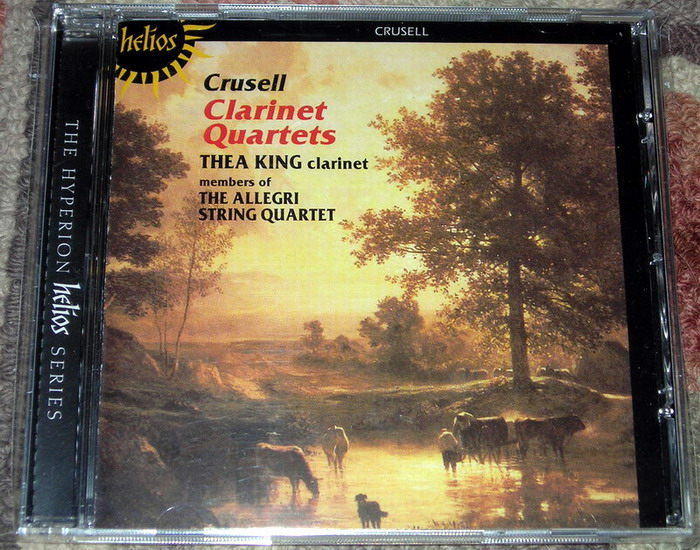 helios
CRUSELL
Crusell
Clarinet
Quartets
THEA KING clarinet
members of
THE ALLEGRI
STRING QUARTET
THE HYPERION helios SERIES